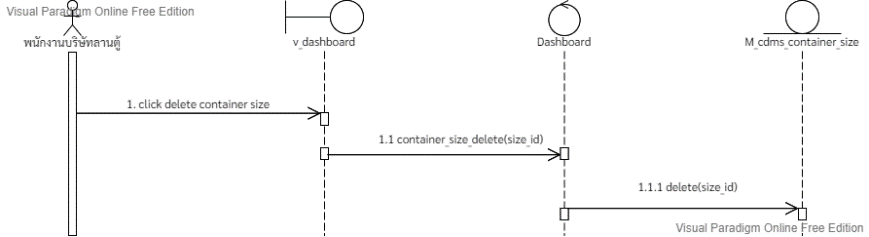 Visual Paradigm Online Free Edition
พนักงานบริษัทลานตู้
v_dashboard
Dashboard
M_cdms_container_size
1. click delete container size
1.1 container_size_delete(size_id)
1.1.1 delete(size_id)
Visual Paradigm Online Free Edition